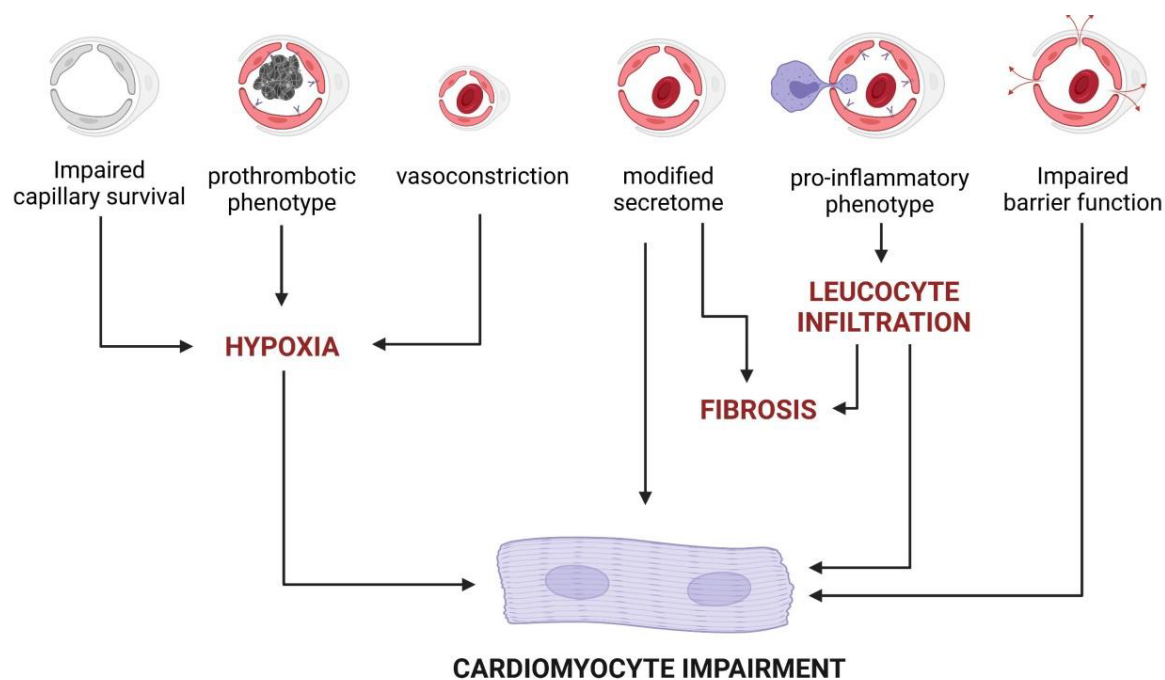 Impaired
capillary survival
prothrombotic
phenotype
vasoconstriction
modified
secretome
pro-inflammatory
phenotype
Impaired
barrier function
LEUCOCYTE
INFILTRATION
HYPOXIA
FIBROSIS
CARDIOMYOCYTE IMPAIRMENT